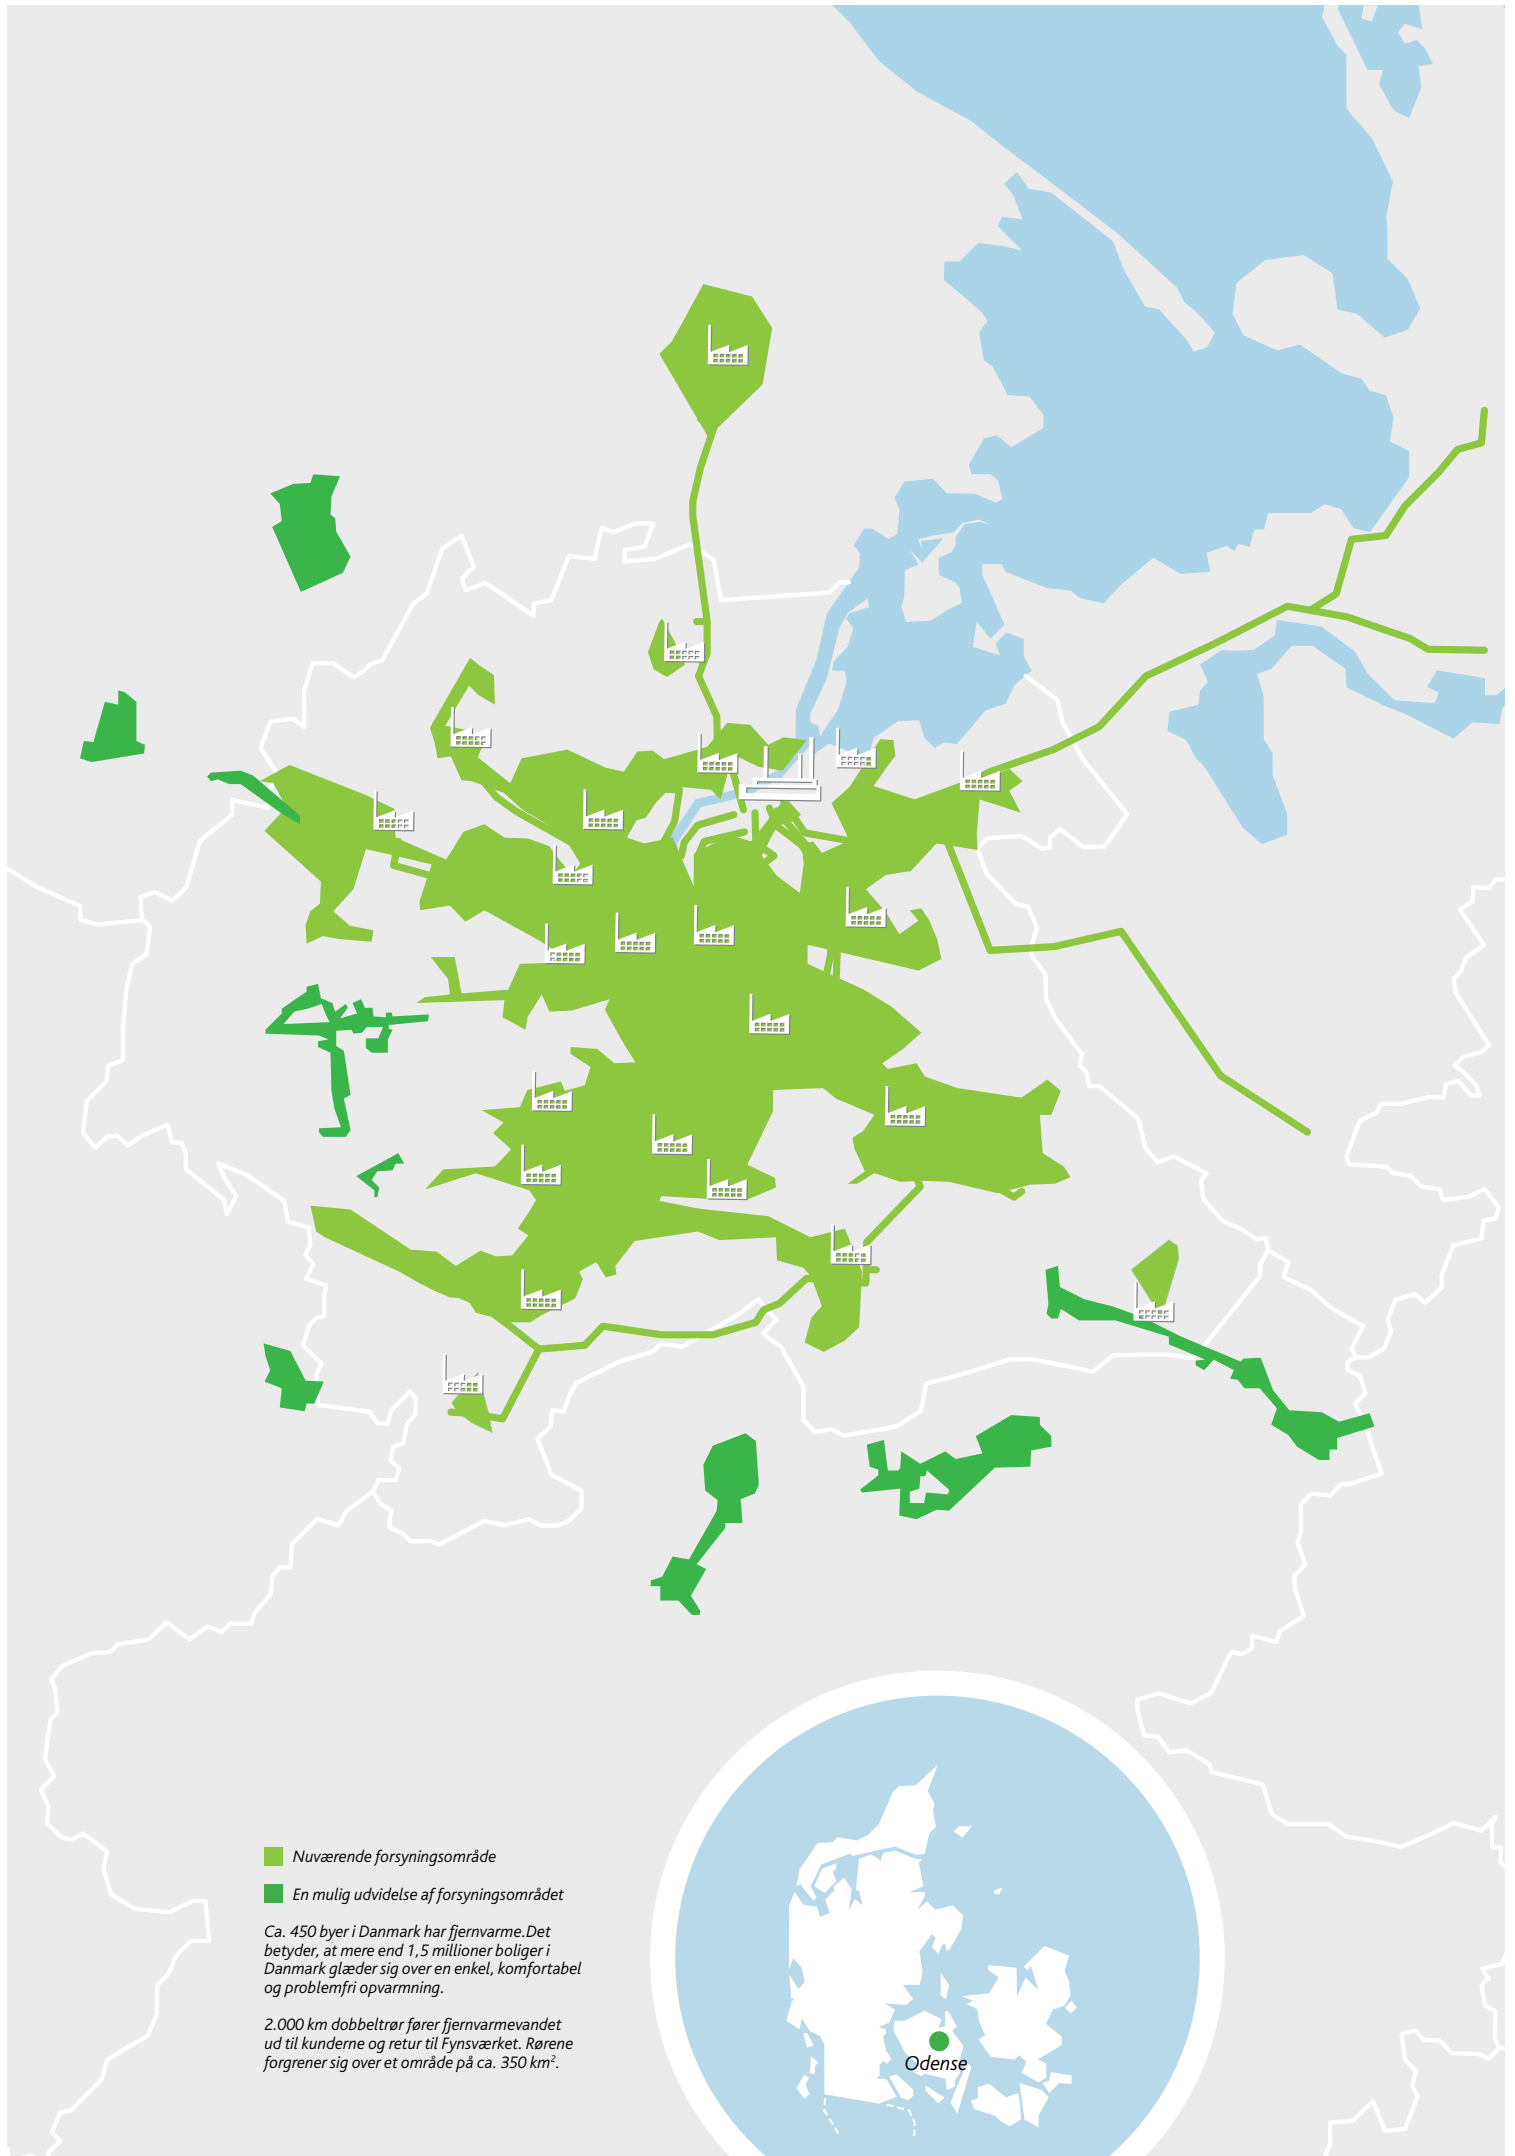 Nuværende forsyningsområde
En mulig udvidelse af forsyningsområdet
Ca. 450 byer i Danmark har fjernvarme.Det
betyder, at mere end 1,5 millioner boliger i
Danmark glæder sig over en enkel, komfortabel
og problemfri opvarmning.
2.000 km dobbeltrør fører fjernvarmevandet
ud til kunderne og retur til Fynsværket. Rørene
forgrener sig over et område på ca. 350 km².
Odense